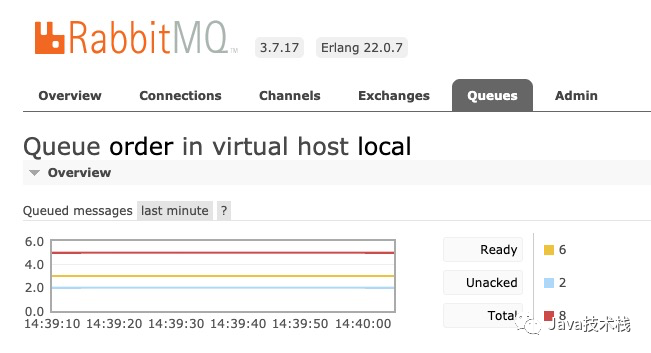 RabbitMQ TM 3.7.17 Erlang 22.0.7
Overview Connections Channels Exchanges Queues Admin
Queue order in virtual host local
Overview
Queued messages last minute ?
6.0
4.0
2.0
0.0
14:39:10 14:39:20 14:39:30 14:39:40 14:39:50 14:40:00
Ready 6
Unacked 2
Total 8
Java技术栈